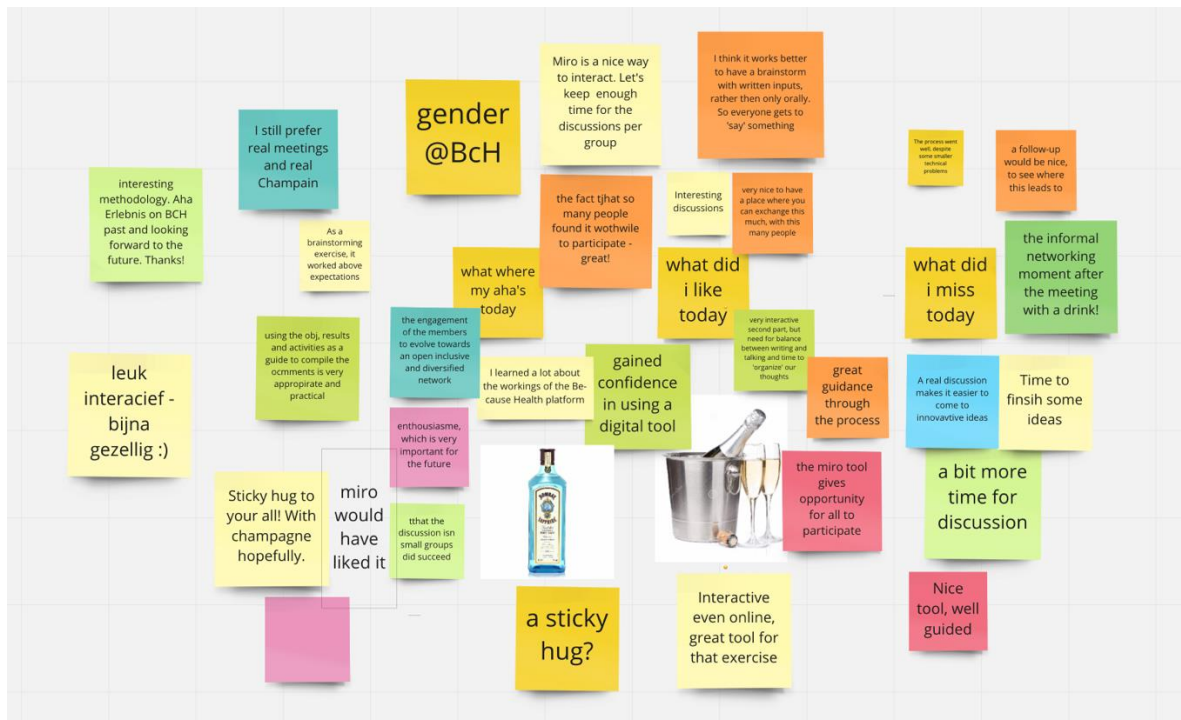 gender
@BcH
Miro is a nice way
to interact. Let's
keep enough
time for the
discussions per
group
I think it works better
to have a brainstorm
with written inputs,
rather then only orally.
So everyone gets to
'say' something
I still prefer
real meetings
and real
Champain
The process went
well, despite
some smaller
technical
problems
a follow-up
would be nice,
to see where
this leads to
interesting
methodology. Aha
Erlebnis on BCH
past and looking
forward to the
future. Thanks!
As a
brainstorming
exercise, it
worked above
expectations
the fact tjhat so
many people
found it wothwile
to participate -
great!
Interesting
discussions
very nice to have
a place where you
can exchange this
much, with this
many people
the informal
networking
moment after
the meeting
with a drink!
what where
my aha's
today
what did
i like
today
what did
i miss
today
using the obj, results
and activities as a
guide to compile the
ocmments is very
appropirate and
practical
the engagement
of the members
to evolve towards
an open inclusive
and diversified
network
very interactive
second part, but
need for balance
between writing and
talking and time to
'organize' our
thoughts
leuk
interacief -
bijna
gezellig :)
I learned a lot about
the workings of the Be-
cause Health platform
gained
confidence
in using a
digital tool
great
guidance
through
the process
A real discussion
makes it easier to
come to
innovavtive ideas
Time to
finsih some
ideas
enthousiasme,
which is very
important for
the future
Sticky hug to
your all! With
champagne
hopefully.
miro
would
have
liked it
tthat the
discussion isn
small groups
did succeed
BOMBAY
SAPPHIRE
the miro tool
gives
opportunity
for all to
participate
a bit more
time for
discussion
a sticky
hug?
Interactive
even online,
great tool for
that exercise
Nice
tool, well
guided